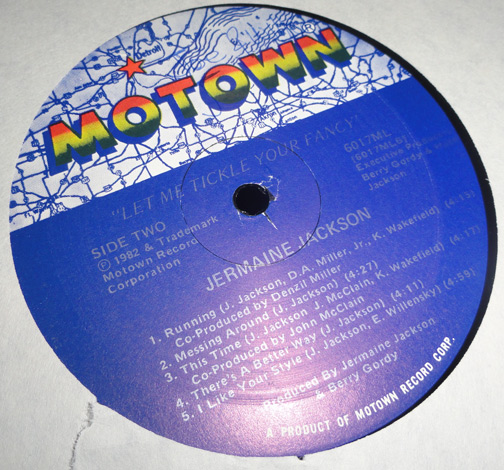 Detroit
MOTOWN®
"LET ME TICKLE YOUR FANCY"
SIDE TWO
℗ 1982 & Trademark
Motown Record
Corporation
6017ML
Executive
Berry Gordy
Jackson
JERMAINE JACKSON
1. Running (J. Jackson, D.A. Miller, Jr., K. Wakefield) (4:15)
Co-Produced by Denzil Miller
2. Messing Around (J. Jackson) (4:27)
3. This Time (J. Jackson, J. McClain, K. Wakefield) (4:17)
Co-Produced by John McClain
4. There's A Better Way (J. Jackson) (4:11)
5. I Like Your Style (J. Jackson, E. Willensky) (4:59)
Produced By Jermaine Jackson
& Berry Gordy
A PRODUCT OF MOTOWN RECORD CORP.